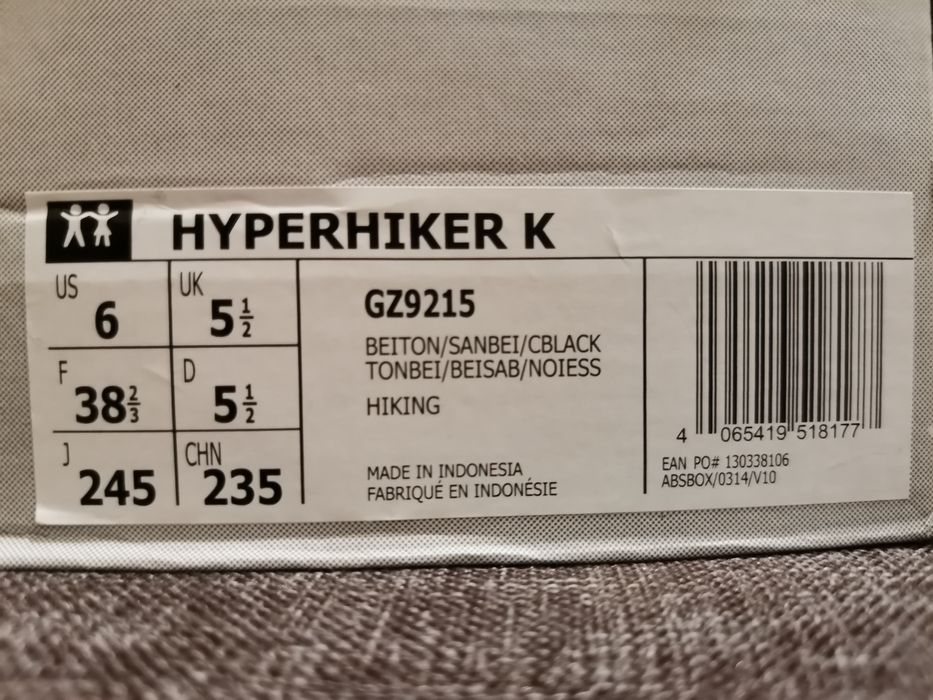 HYPERHIKER K
US 6
UK 5 1/2
F 38 2/3
D 5 1/2
J 245
CHN 235
GZ9215
BEITON/SANBEI/CBLACK
TONBEI/BEISAB/NOIESS
HIKING
MADE IN INDONESIA
FABRIQUÉ EN INDONÉSIE
4 065419 518177
EAN PO# 130338106
ABSBOX/0314/V10